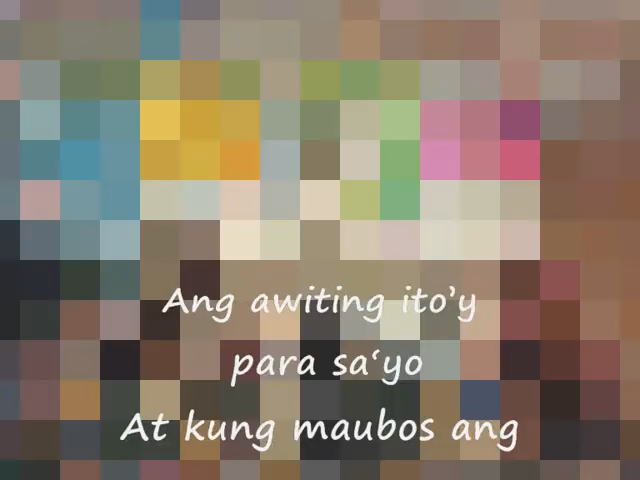 Ang awiting ito’y
para sa‘yo
At kung maubos ang